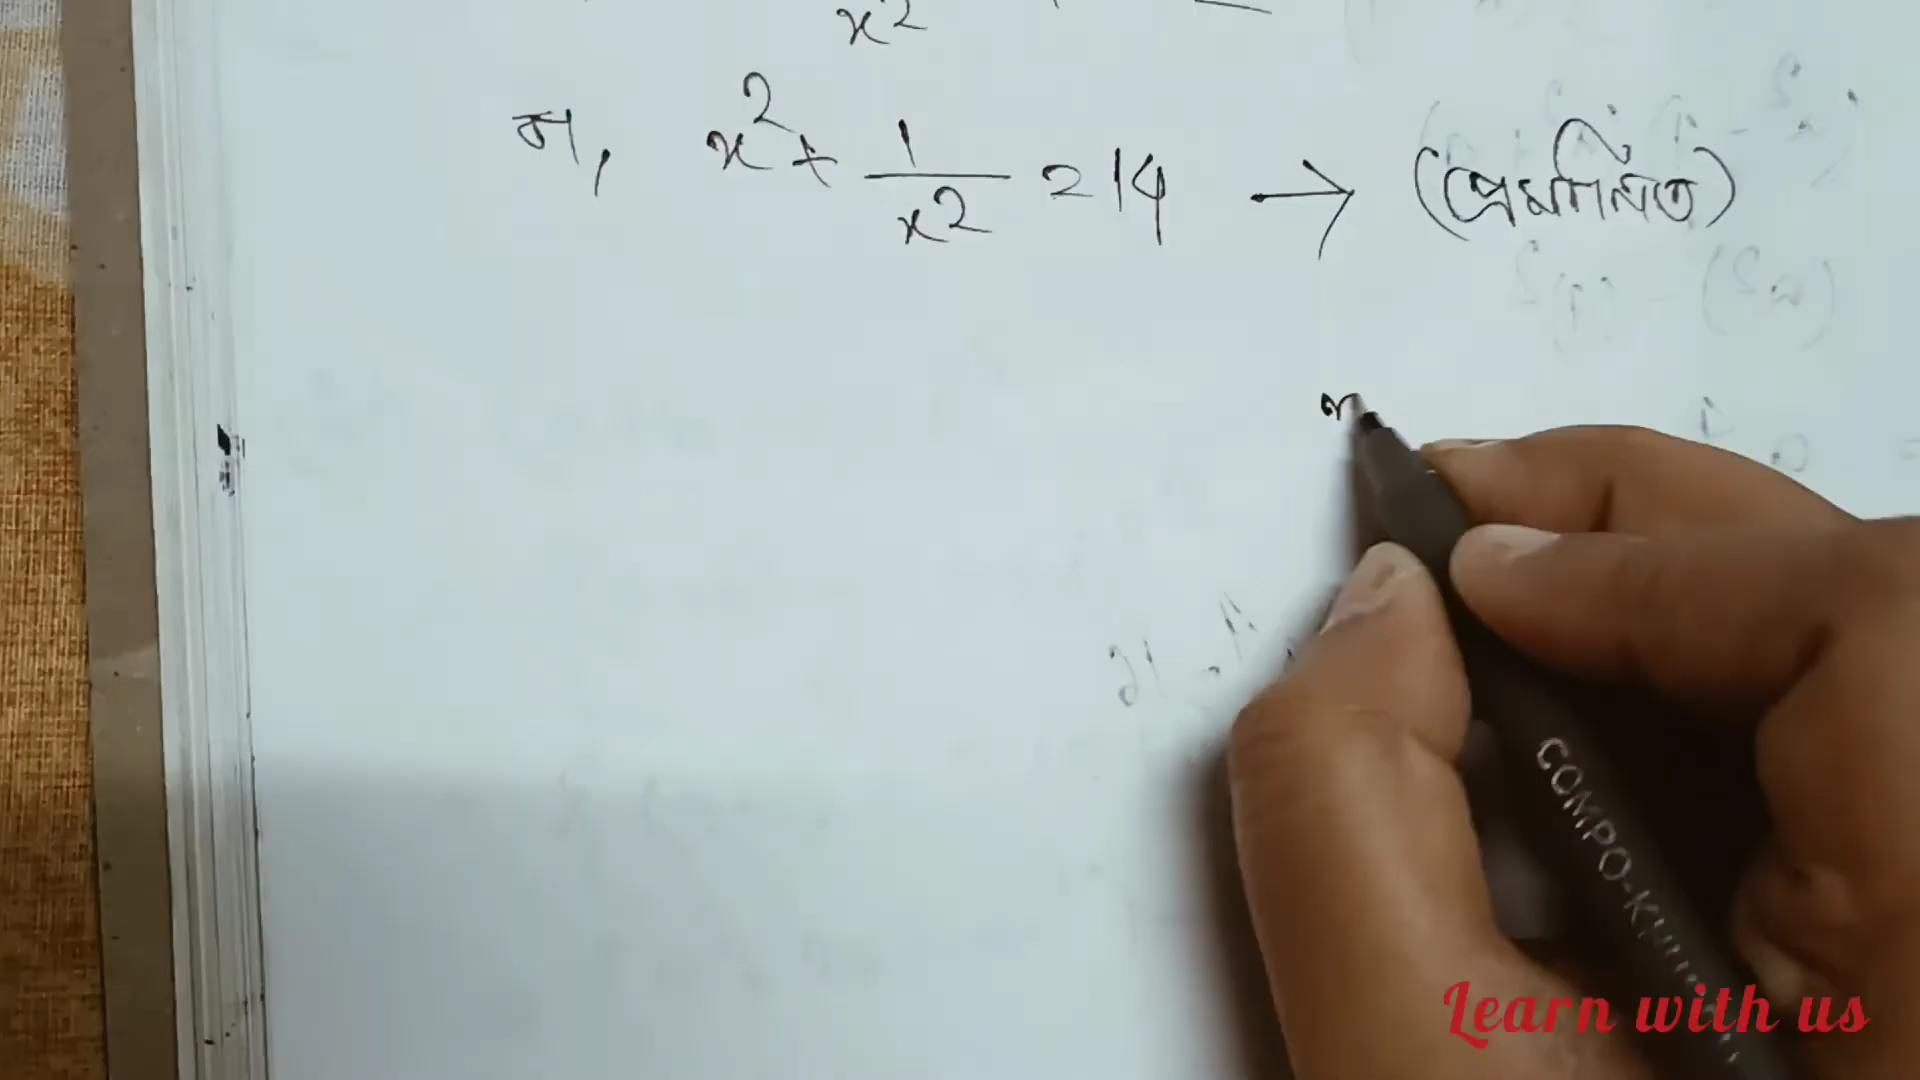 x²
বা, x² + 1/x² = 14 → (প্রমাণিত)
COMPO-
Learn with us